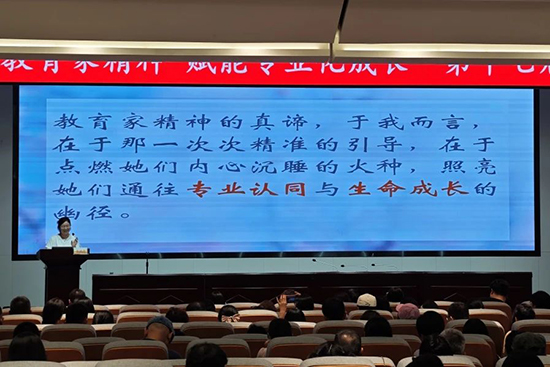 教育家精神 赋能专业化成长 第十七
教育家精神的真谛，于我而言，
在于那一次次精准的引导，在于
点燃她们内心沉睡的火种，照亮
她们通往专业认同与生命成长的
幽径。